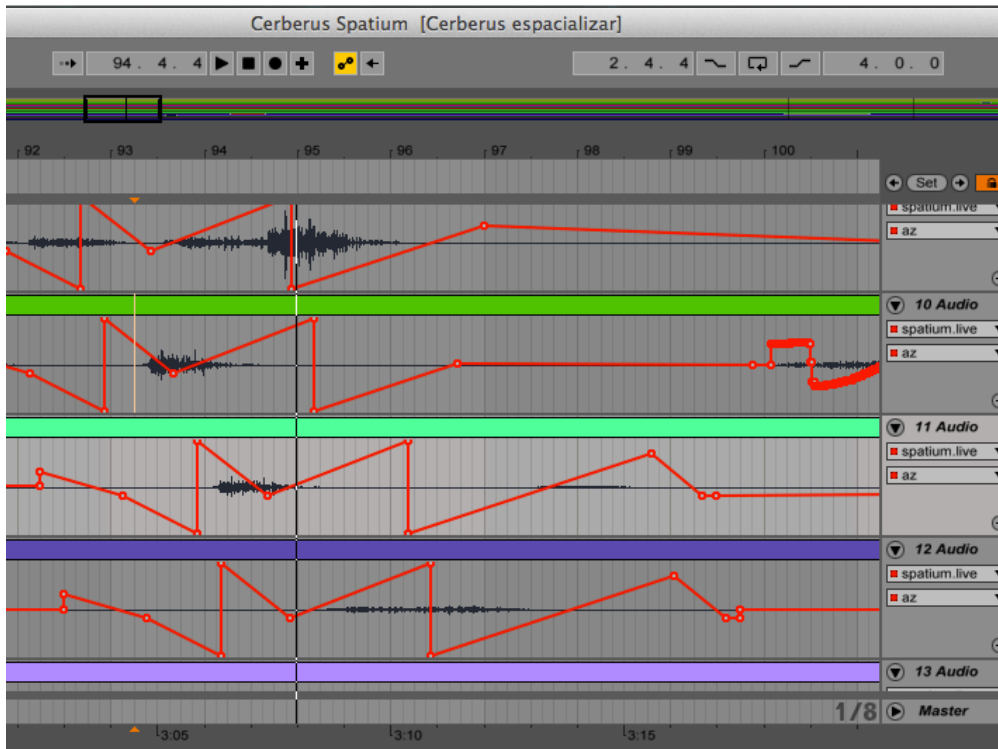 Cerberus Spatium [Cerberus espacializar]
94 . 4 . 4
2 . 4 . 4
4 . 0 . 0
92 93 94 95 96 97 98 99 100
Set
spatium.live
az
10 Audio
spatium.live
az
11 Audio
spatium.live
az
12 Audio
spatium.live
az
13 Audio
1/8
Master
3:05 3:10 3:15